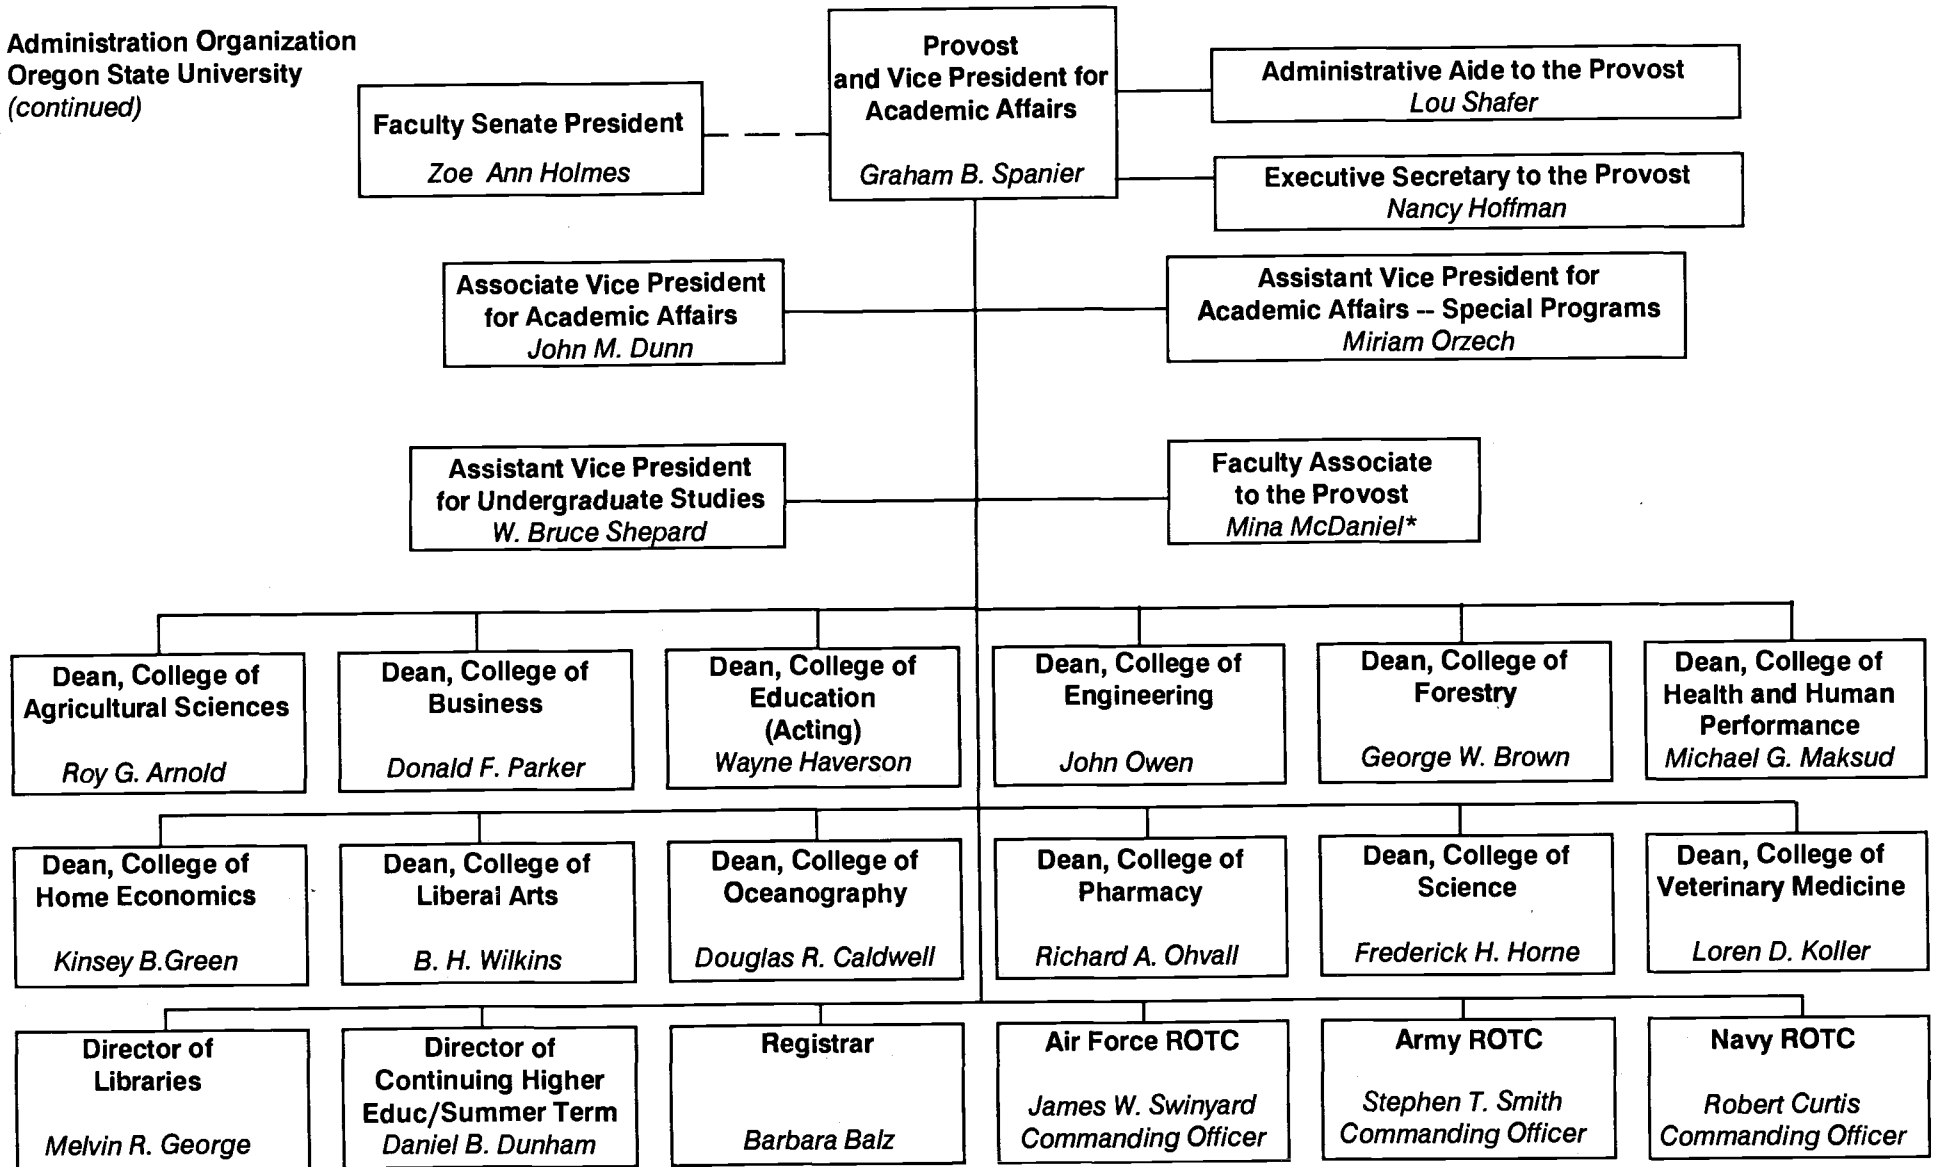 Administration Organization
Oregon State University
(continued)
Provost
and Vice President for
Academic Affairs
Graham B. Spanier
Faculty Senate President
Zoe Ann Holmes
Administrative Aide to the Provost
Lou Shafer
Executive Secretary to the Provost
Nancy Hoffman
Associate Vice President
for Academic Affairs
John M. Dunn
Assistant Vice President for
Academic Affairs -- Special Programs
Miriam Orzech
Assistant Vice President
for Undergraduate Studies
W. Bruce Shepard
Faculty Associate
to the Provost
Mina McDaniel*
Dean, College of
Agricultural Sciences
Roy G. Arnold
Dean, College of
Business
Donald F. Parker
Dean, College of
Education
(Acting)
Wayne Haverson
Dean, College of
Engineering
John Owen
Dean, College of
Forestry
George W. Brown
Dean, College of
Health and Human
Performance
Michael G. Maksud
Dean, College of
Home Economics
Kinsey B.Green
Dean, College of
Liberal Arts
B. H. Wilkins
Dean, College of
Oceanography
Douglas R. Caldwell
Dean, College of
Pharmacy
Richard A. Ohvall
Dean, College of
Science
Frederick H. Horne
Dean, College of
Veterinary Medicine
Loren D. Koller
Director of
Libraries
Melvin R. George
Director of
Continuing Higher
Educ/Summer Term
Daniel B. Dunham
Registrar
Barbara Balz
Air Force ROTC
James W. Swinyard
Commanding Officer
Army ROTC
Stephen T. Smith
Commanding Officer
Navy ROTC
Robert Curtis
Commanding Officer